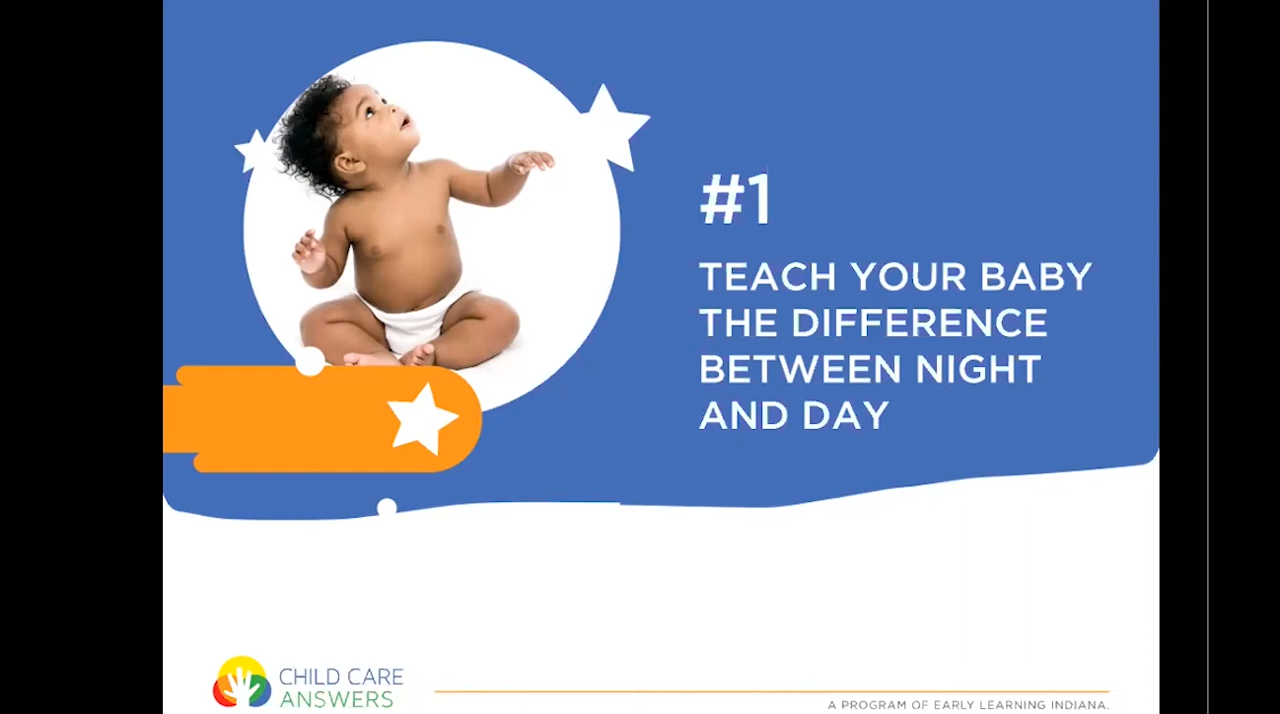 #1
TEACH YOUR BABY
THE DIFFERENCE
BETWEEN NIGHT
AND DAY
CHILD CARE
ANSWERS
A PROGRAM OF EARLY LEARNING INDIANA.